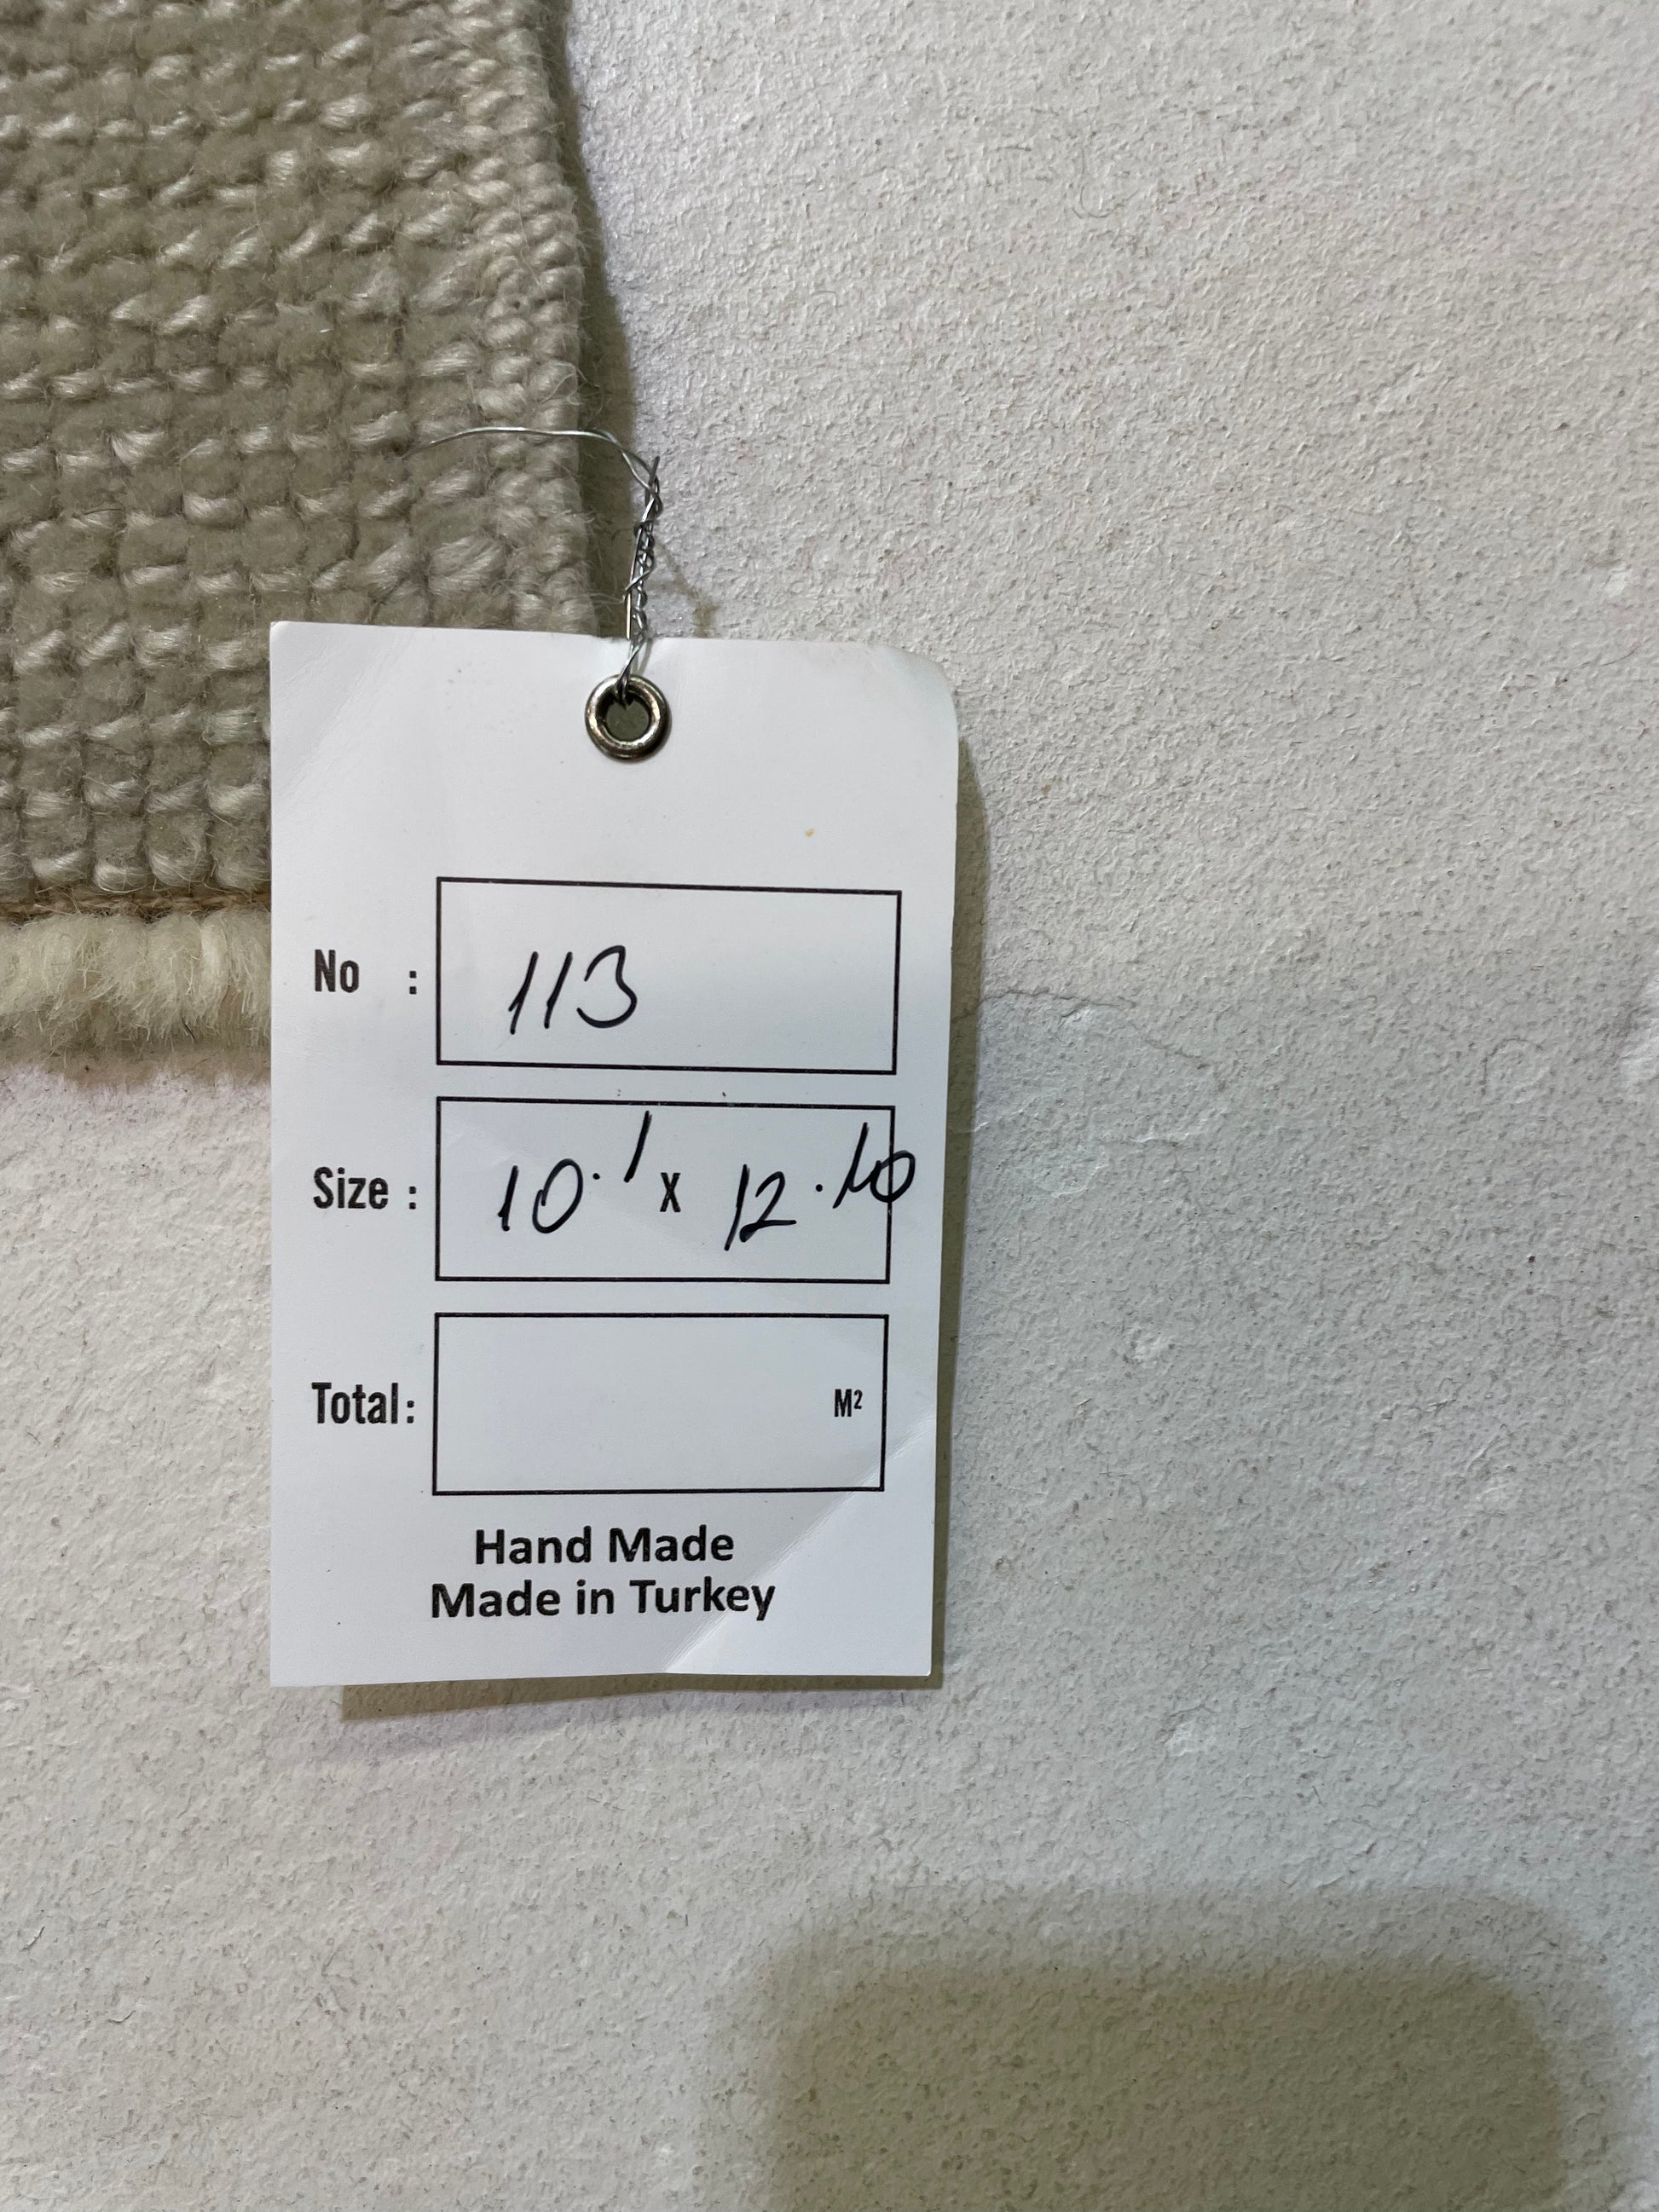 No : 113
Size : 10.1 x 12.10
Total: M²
Hand Made
Made in Turkey